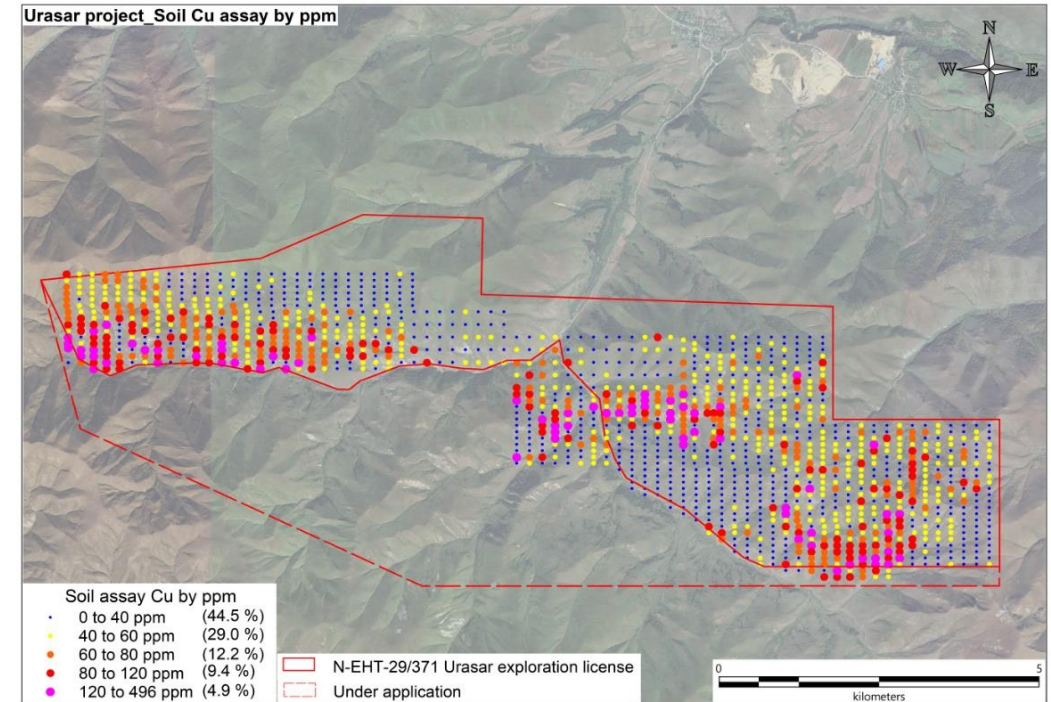 Urasar project_Soil Cu assay by ppm
N
W E
S
Soil assay Cu by ppm
0 to 40 ppm (44.5 %)
40 to 60 ppm (29.0 %)
60 to 80 ppm (12.2 %)
80 to 120 ppm (9.4 %)
120 to 496 ppm (4.9 %)
N-EHT-29/371 Urasar exploration license
Under application
0 5
kilometers